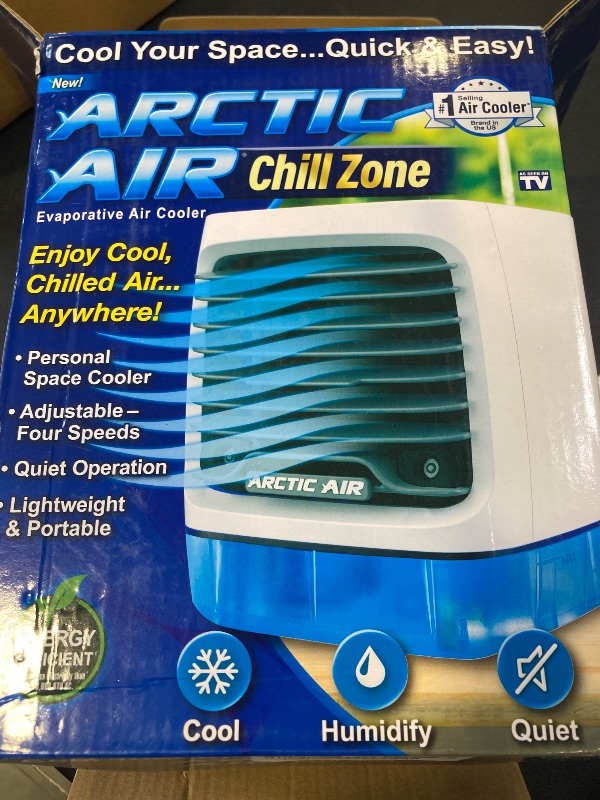 Cool Your Space...Quick & Easy!
New!
ARCTIC
AIR® Chill Zone
#1 Selling
Air Cooler
Brand in
the US
AS SEEN ON
TV
Evaporative Air Cooler
Enjoy Cool,
Chilled Air...
Anywhere!
• Personal
Space Cooler
• Adjustable –
Four Speeds
• Quiet Operation
• Lightweight
& Portable
ARCTIC AIR
MAX
Cool
Humidify
Quiet